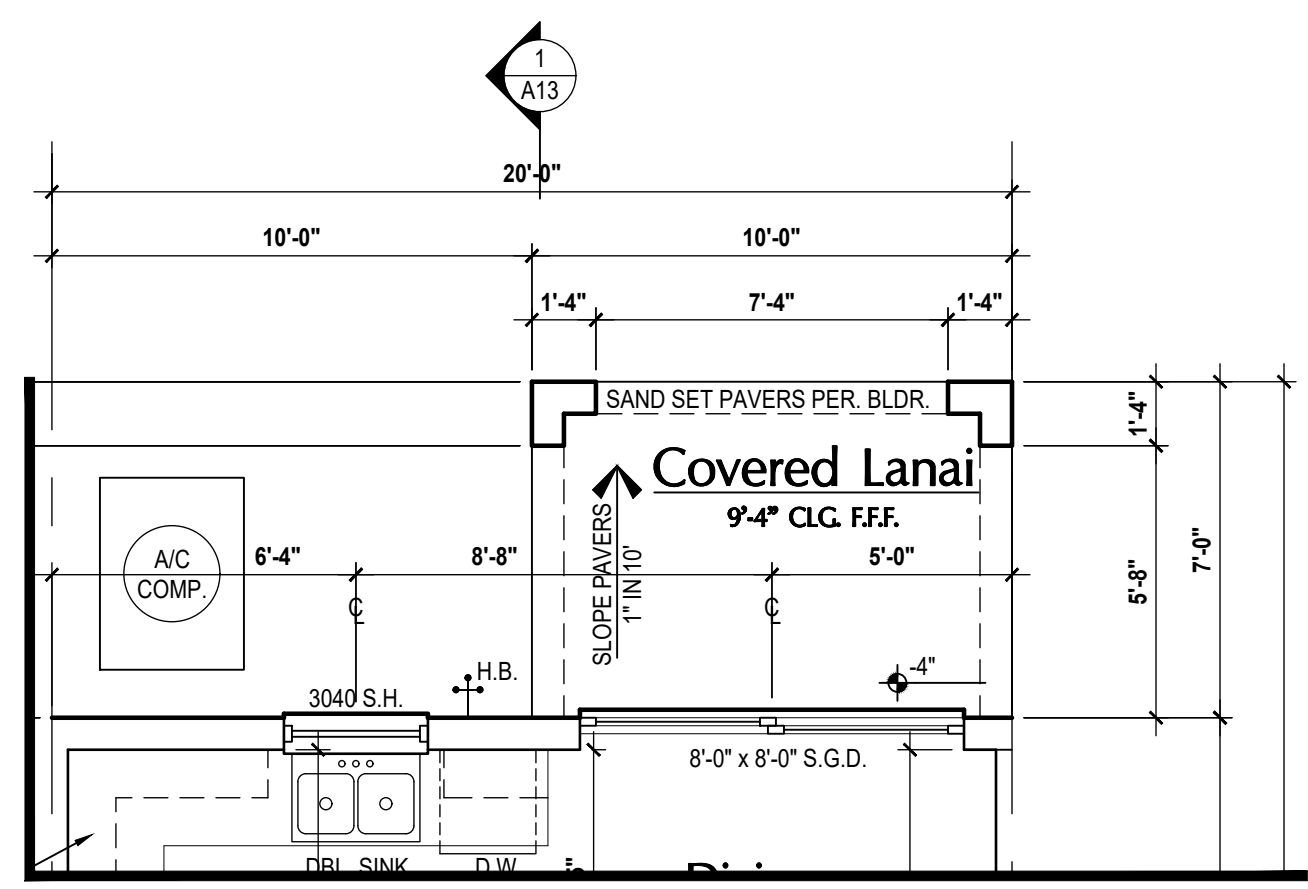 1
A13
20'-0"
10'-0"
10'-0"
1'-4"
7'-4"
1'-4"
SAND SET PAVERS PER. BLDR.
1'-4"
Covered Lanai
9'-4" CLG. F.F.F.
SLOPE PAVERS
1" IN 10'
A/C
COMP.
6'-4"
8'-8"
5'-0"
5'-8"
7'-0"
CL
CL
H.B.
-4"
3040 S.H.
8'-0" x 8'-0" S.G.D.
DBL SINK
D.W.